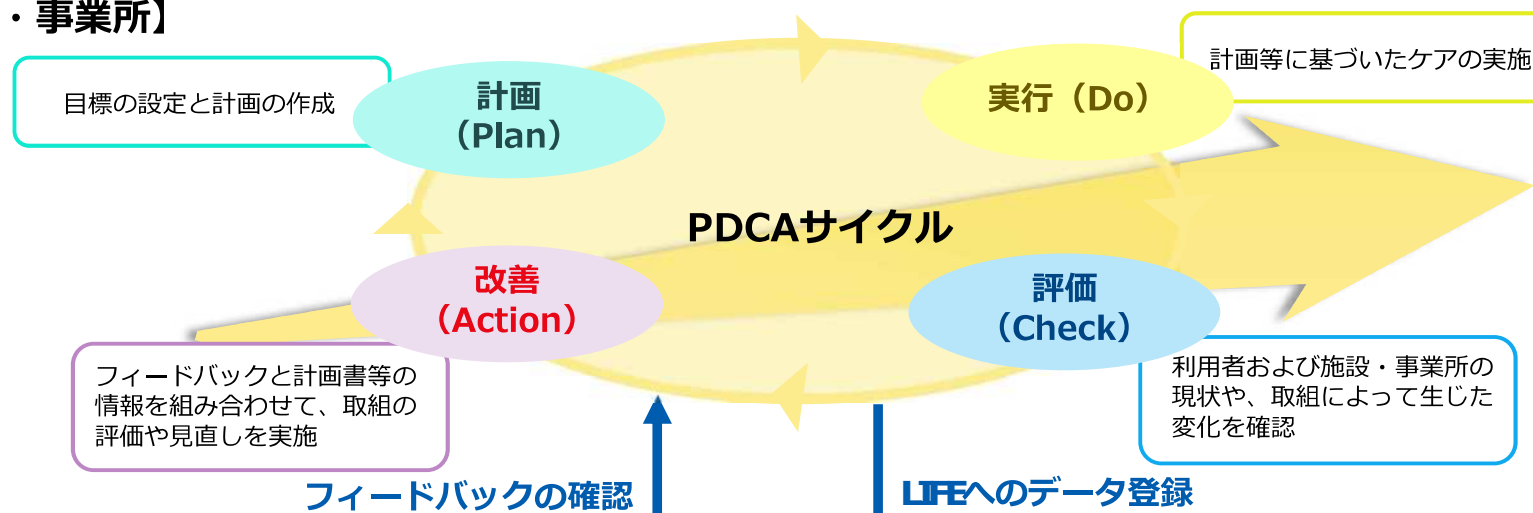 ・事業所】
目標の設定と計画の作成
計画
（Plan）
実行（Do）
計画等に基づいたケアの実施
PDCAサイクル
改善
（Action）
評価
（Check）
フィードバックと計画書等の
情報を組み合わせて、取組の
評価や見直しを実施
利用者および施設・事業所の
現状や、取組によって生じた
変化を確認
フィードバックの確認
LIFEへのデータ登録